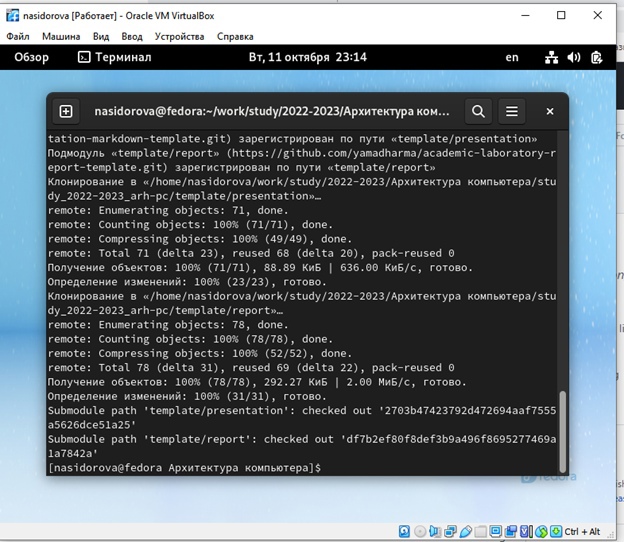 nasidorova [Работает] - Oracle VM VirtualBox
Файл Машина Вид Ввод Устройства Справка
Обзор Терминал Вт, 11 октября 23:14 en
nasidorova@fedora:~/work/study/2022-2023/Архитектура ком...
tation-markdown-template.git) зарегистрирован по пути «template/presentation»
Подмодуль «template/report» (https://github.com/yamadharma/academic-laboratory-r
eport-template.git) зарегистрирован по пути «template/report»
Клонирование в «/home/nasidorova/work/study/2022-2023/Архитектура компьютера/stu
dy_2022-2023_arh-pc/template/presentation»…
remote: Enumerating objects: 71, done.
remote: Counting objects: 100% (71/71), done.
remote: Compressing objects: 100% (49/49), done.
remote: Total 71 (delta 23), reused 68 (delta 20), pack-reused 0
Получение объектов: 100% (71/71), 88.89 КиБ | 636.00 КиБ/с, готово.
Определение изменений: 100% (23/23), готово.
Клонирование в «/home/nasidorova/work/study/2022-2023/Архитектура компьютера/stu
dy_2022-2023_arh-pc/template/report»…
remote: Enumerating objects: 78, done.
remote: Counting objects: 100% (78/78), done.
remote: Compressing objects: 100% (52/52), done.
remote: Total 78 (delta 31), reused 69 (delta 22), pack-reused 0
Получение объектов: 100% (78/78), 292.27 КиБ | 2.00 МиБ/с, готово.
Определение изменений: 100% (31/31), готово.
Submodule path 'template/presentation': checked out '2703b47423792d472694aaf7555
a5626dce51a25'
Submodule path 'template/report': checked out 'df7b2ef80f8def3b9a496f8695277469a
1a7842a'
[nasidorova@fedora Архитектура компьютера]$
fedora
Ctrl + Alt